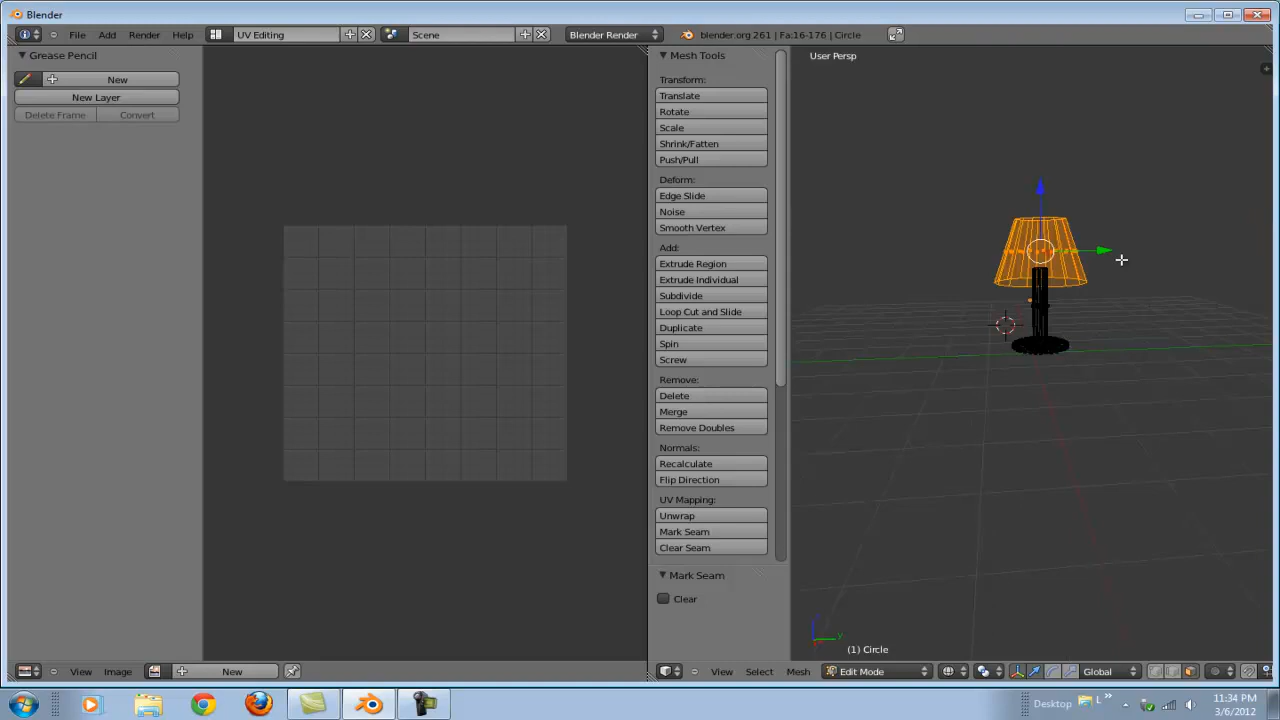 Blender
File Add Render Help UV Editing Scene Blender Render blender.org 261 | Fa:16-176 | Circle
Grease Pencil
New
New Layer
Delete Frame Convert
Mesh Tools
Transform:
Translate
Rotate
Scale
Shrink/Fatten
Push/Pull
Deform:
Edge Slide
Noise
Smooth Vertex
Add:
Extrude Region
Extrude Individual
Subdivide
Loop Cut and Slide
Duplicate
Spin
Screw
Remove:
Delete
Merge
Remove Doubles
Normals:
Recalculate
Flip Direction
UV Mapping:
Unwrap
Mark Seam
Clear Seam
Mark Seam
Clear
User Persp
y
(1) Circle
View Image New
View Select Mesh Edit Mode Global
Desktop L »
11:34 PM
3/6/2012